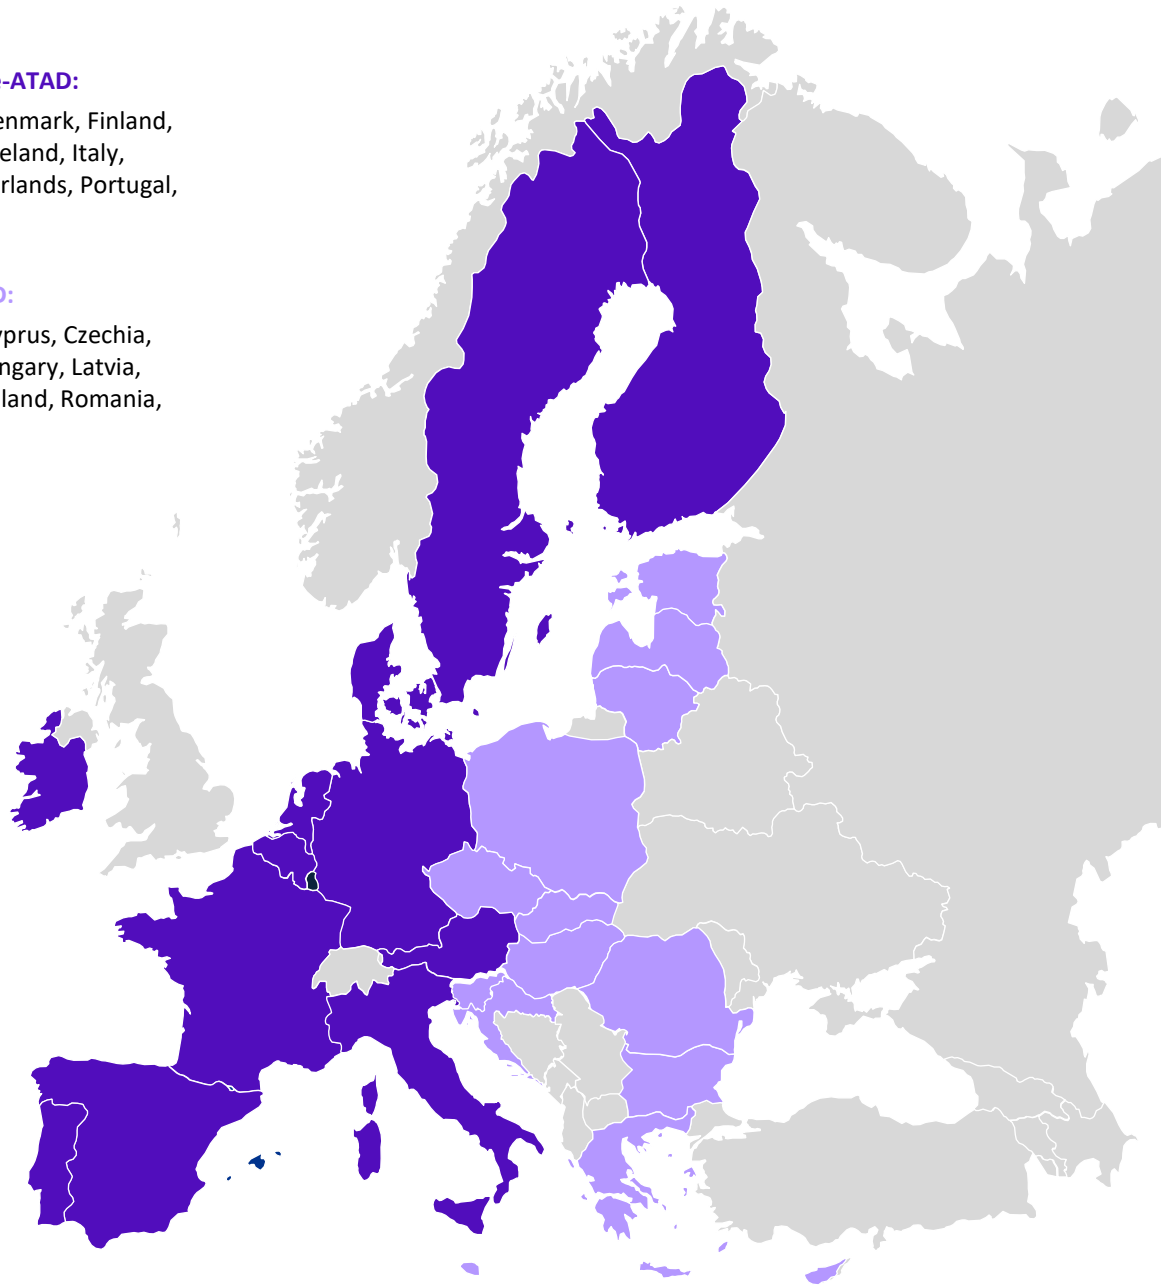 -ATAD:
enmark, Finland,
eland, Italy,
rlands, Portugal,
D:
yprus, Czechia,
ngary, Latvia,
land, Romania,